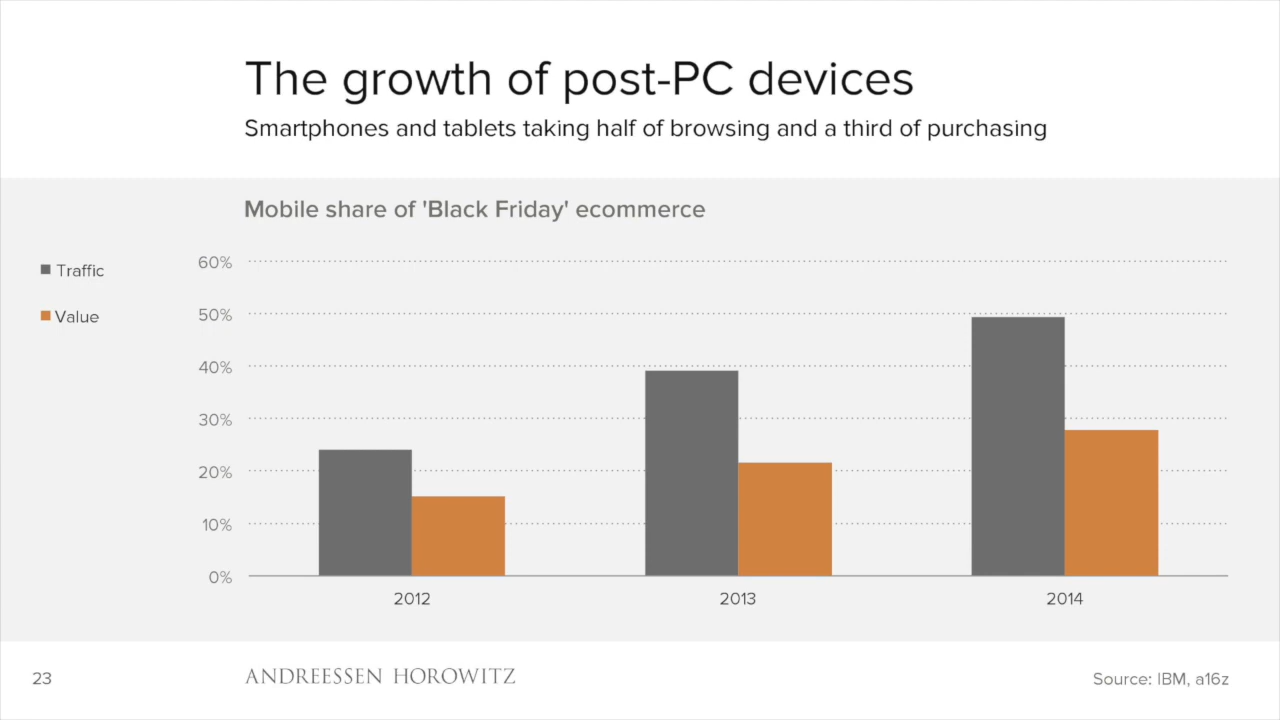 The growth of post-PC devices
Smartphones and tablets taking half of browsing and a third of purchasing
Mobile share of 'Black Friday' ecommerce
Traffic
Value
60%
50%
40%
30%
20%
10%
0%
2012 2013 2014
23 ANDREESSEN HOROWITZ Source: IBM, a16z